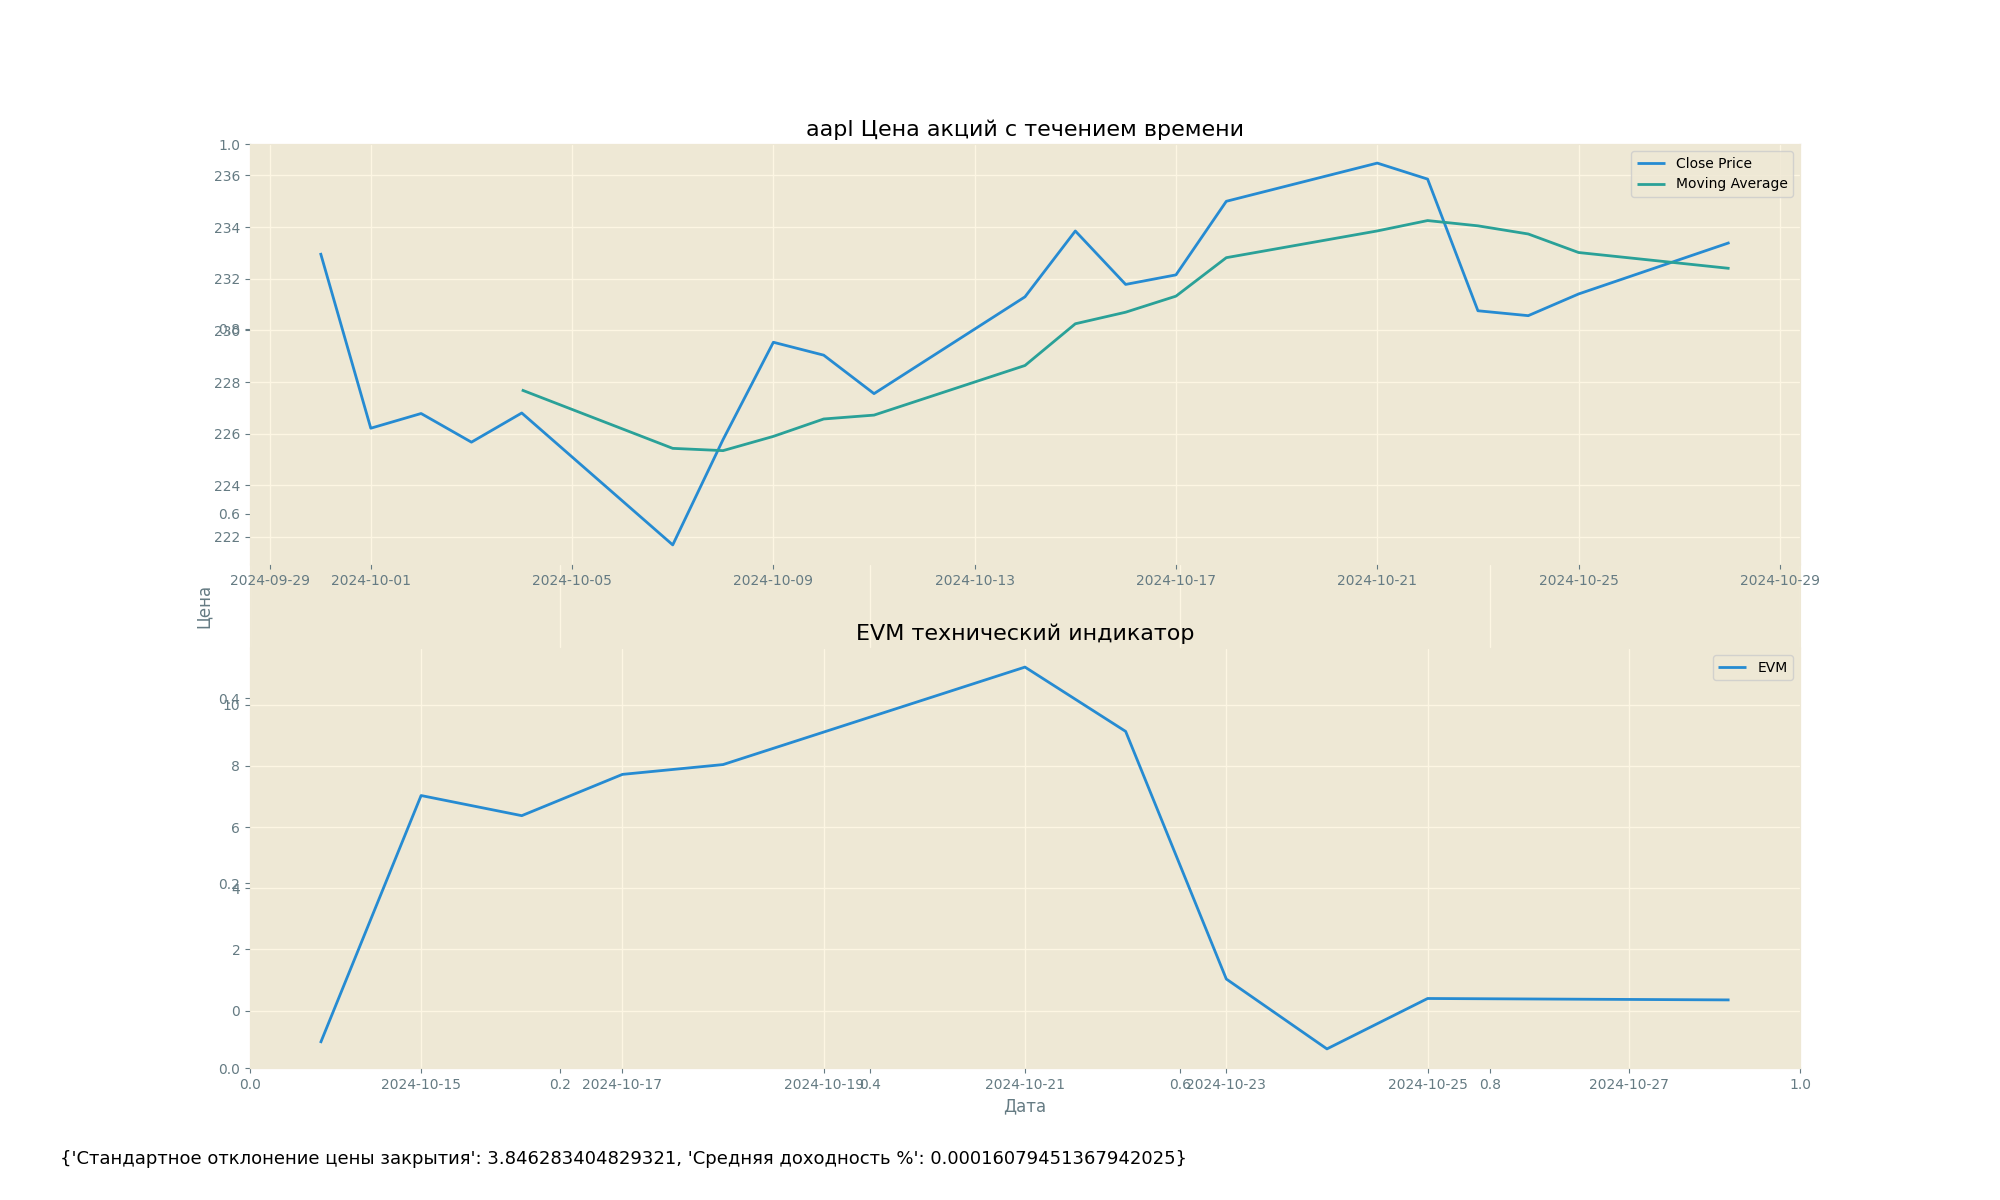 aapl Цена акций с течением времени
1.0
236
234
232
0.8
230
228
226
224
0.6
222
Close Price
Moving Average
2024-09-29 2024-10-01 2024-10-05 2024-10-09 2024-10-13 2024-10-17 2024-10-21 2024-10-25 2024-10-29
Цена
EVM технический индикатор
EVM
0.4
10
8
6
0.2
4
2
0
0.0
0.0 2024-10-15 0.2 2024-10-17 2024-10-19 0.4 2024-10-21 0.6 2024-10-23 2024-10-25 0.8 2024-10-27 1.0
Дата
{'Стандартное отклонение цены закрытия': 3.846283404829321, 'Средняя доходность %': 0.00016079451367942025}